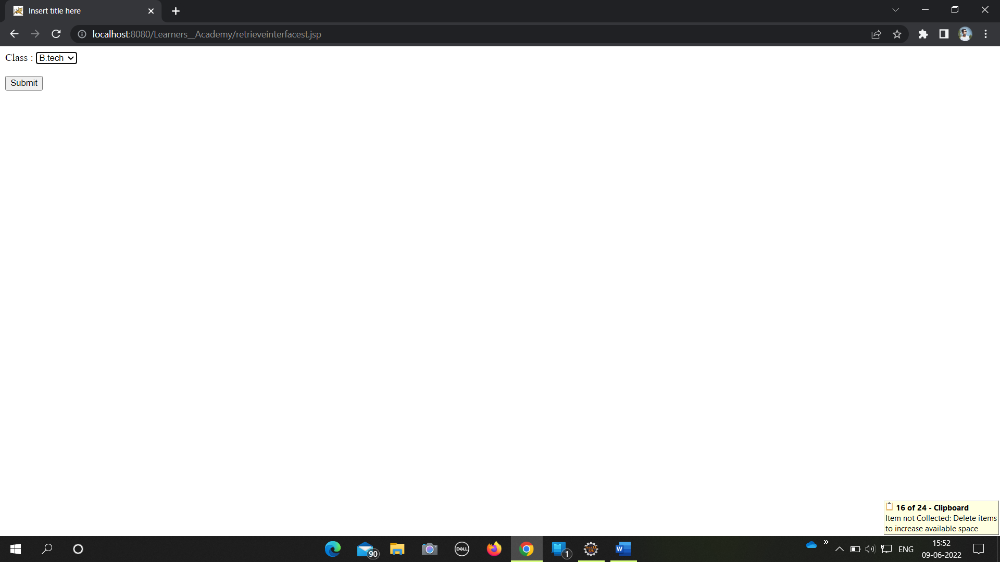 Insert title here
localhost:8080/Learners__Academy/retrieveinterfacest.jsp
Class : B.tech
Submit
16 of 24 - Clipboard
Item not Collected: Delete items
to increase available space
90
DELL
1
W
ENG
15:52
09-06-2022